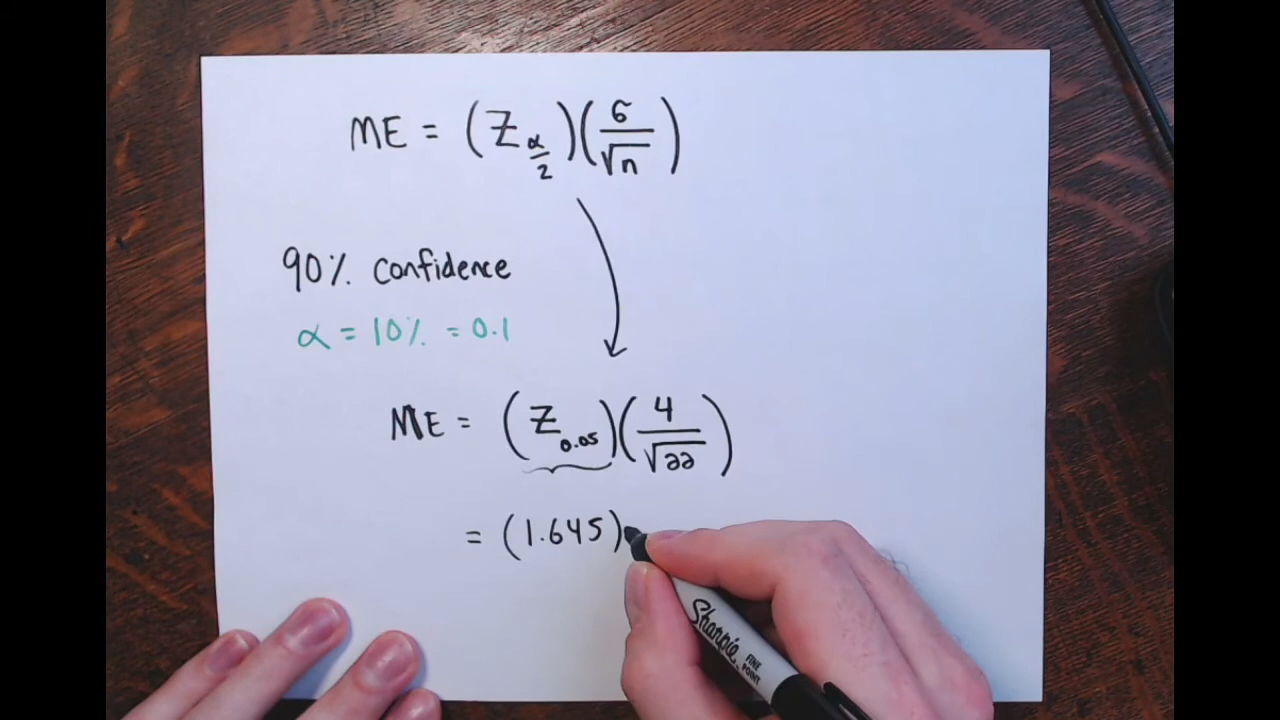 ME = (Z α/2)(σ/√n)
90% confidence
α = 10% = 0.1
ME = (Z 0.05)(4/√22)
= (1.645)
Sharpie.
FINE
POINT